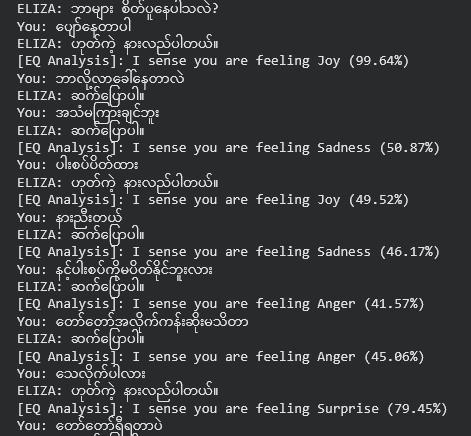 ELIZA: ဘာများ စိတ်ပူနေပါသလဲ?
You: ပျော်နေတာပါ
ELIZA: ဟုတ်ကဲ့ နားလည်ပါတယ်။
[EQ Analysis]: I sense you are feeling Joy (99.64%)
You: ဘာလို့လာခေါ်နေတာလဲ
ELIZA: ဆက်ပြောပါ။
You: အသံမကြားချင်ဘူး
ELIZA: ဆက်ပြောပါ။
[EQ Analysis]: I sense you are feeling Sadness (50.87%)
You: ပါးစပ်ပိတ်ထား
ELIZA: ဟုတ်ကဲ့ နားလည်ပါတယ်။
[EQ Analysis]: I sense you are feeling Joy (49.52%)
You: နားညီးတယ်
ELIZA: ဆက်ပြောပါ။
[EQ Analysis]: I sense you are feeling Sadness (46.17%)
You: နင့်ပါးစပ်ကိုမပိတ်နိုင်ဘူးလား
ELIZA: ဆက်ပြောပါ။
[EQ Analysis]: I sense you are feeling Anger (41.57%)
You: တော်တော်အလိုက်ကန်းဆိုးမသိတာ
ELIZA: ဆက်ပြောပါ။
[EQ Analysis]: I sense you are feeling Anger (45.06%)
You: သေလိုက်ပါလား
ELIZA: ဟုတ်ကဲ့ နားလည်ပါတယ်။
[EQ Analysis]: I sense you are feeling Surprise (79.45%)
You: တော်တော်ရီရတာပဲ